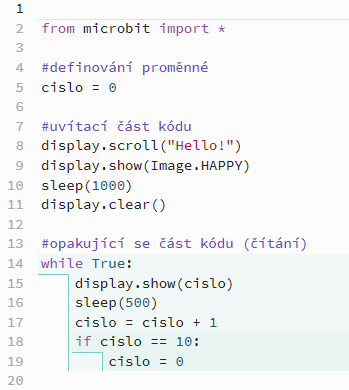 1
2 from microbit import *
3
4 #definování proměnné
5 cislo = 0
6
7 #uvítací část kódu
8 display.scroll("Hello!")
9 display.show(Image.HAPPY)
10 sleep(1000)
11 display.clear()
12
13 #opakující se část kódu (čítání)
14 while True:
15     display.show(cislo)
16     sleep(500)
17     cislo = cislo + 1
18     if cislo == 10:
19         cislo = 0
20